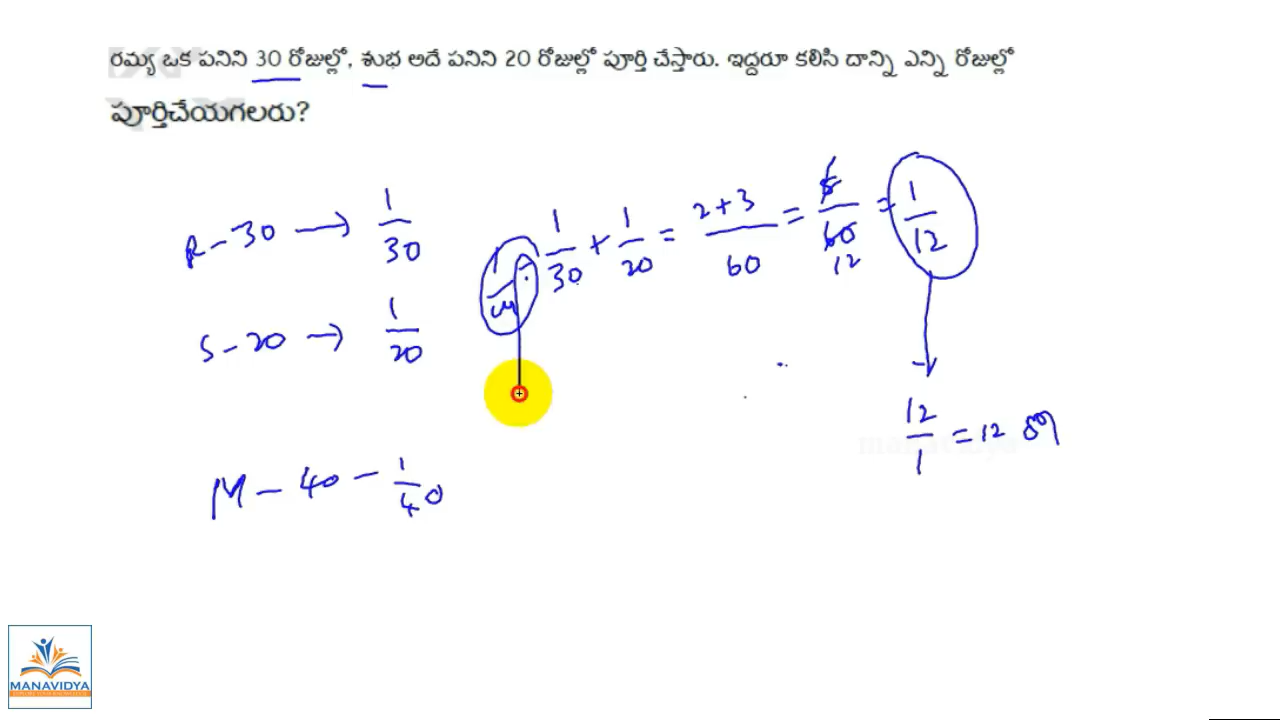 రమ్య ఒక పనిని 30 రోజుల్లో, శుభ అదే పనిని 20 రోజుల్లో పూర్తి చేస్తారు. ఇద్దరూ కలిసి దాన్ని ఎన్ని రోజుల్లో
పూర్తిచేయగలరు?
R - 30 → 1/30
1/30 + 1/20 = 2+3/60 = 5/60 = 1/12
S - 20 → 1/20
12/1 = 12 రో
M - 40 - 1/40
manavidya
MANAVIDYA